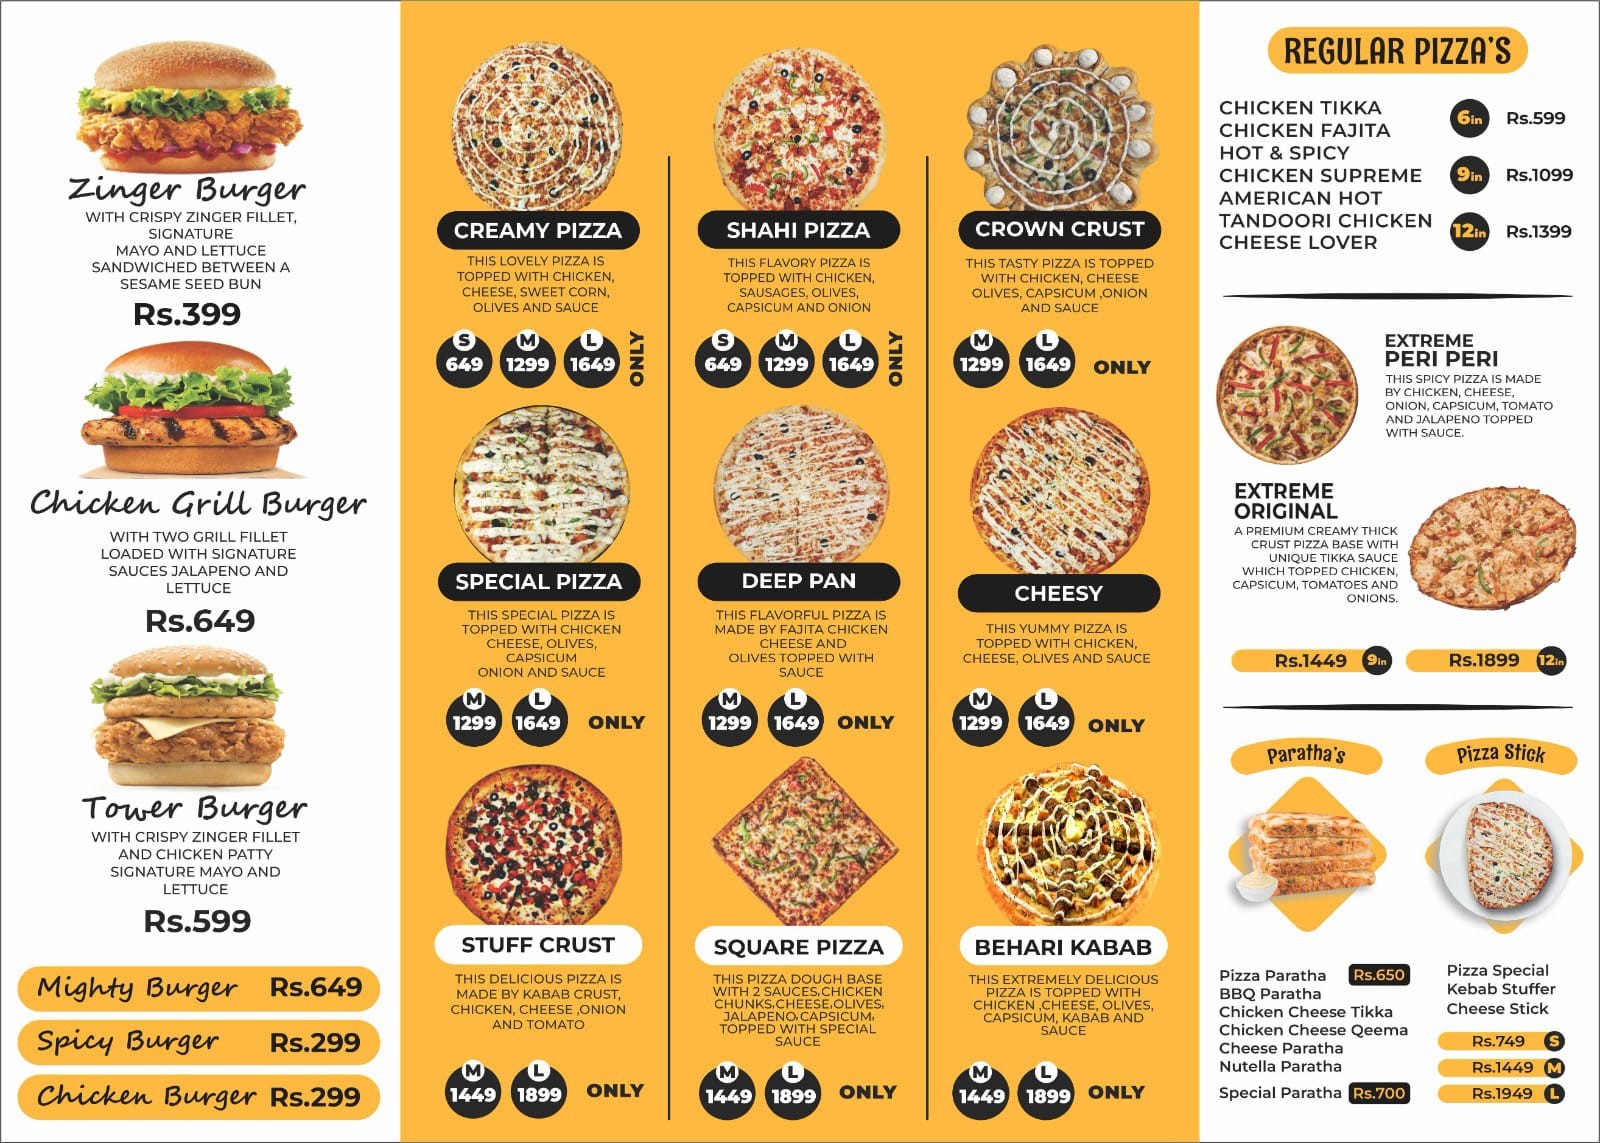 Zinger Burger
WITH CRISPY ZINGER FILLET,
SIGNATURE
MAYO AND LETTUCE
SANDWICHED BETWEEN A
SESAME SEED BUN
Rs.399
Chicken Grill Burger
WITH TWO GRILL FILLET
LOADED WITH SIGNATURE
SAUCES JALAPENO AND
LETTUCE
Rs.649
Tower Burger
WITH CRISPY ZINGER FILLET
AND CHICKEN PATTY
SIGNATURE MAYO AND
LETTUCE
Rs.599
Mighty Burger Rs.649
Spicy Burger Rs.299
Chicken Burger Rs.299
CREAMY PIZZA
THIS LOVELY PIZZA IS
TOPPED WITH CHICKEN,
CHEESE, SWEET CORN,
OLIVES AND SAUCE
S M L
649 1299 1649 ONLY
SHAHI PIZZA
THIS FLAVORY PIZZA IS
TOPPED WITH CHICKEN,
SAUSAGES, OLIVES,
CAPSICUM AND ONION
S M L
649 1299 1649 ONLY
CROWN CRUST
THIS TASTY PIZZA IS TOPPED
WITH CHICKEN, CHEESE
OLIVES, CAPSICUM ,ONION
AND SAUCE
M L
1299 1649 ONLY
SPECIAL PIZZA
THIS SPECIAL PIZZA IS
TOPPED WITH CHICKEN
CHEESE, OLIVES,
CAPSICUM
ONION AND SAUCE
M L
1299 1649 ONLY
DEEP PAN
THIS FLAVORFUL PIZZA IS
MADE BY FAJITA CHICKEN
CHEESE AND
OLIVES TOPPED WITH
SAUCE
M L
1299 1649 ONLY
CHEESY
THIS YUMMY PIZZA IS
TOPPED WITH CHICKEN,
CHEESE, OLIVES AND SAUCE
M L
1299 1649 ONLY
STUFF CRUST
THIS DELICIOUS PIZZA IS
MADE BY KABAB CRUST,
CHICKEN, CHEESE ,ONION
AND TOMATO
M L
1449 1899 ONLY
SQUARE PIZZA
THIS PIZZA DOUGH BASE
WITH 2 SAUCES,CHICKEN
CHUNKS,CHEESE,OLIVES,
JALAPENO,CAPSICUM,
TOPPED WITH SPECIAL
SAUCE
M L
1449 1899 ONLY
BEHARI KABAB
THIS EXTREMELY DELICIOUS
PIZZA IS TOPPED WITH
CHICKEN ,CHEESE, OLIVES,
CAPSICUM, KABAB AND
SAUCE
M L
1449 1899 ONLY
REGULAR PIZZA'S
CHICKEN TIKKA
CHICKEN FAJITA
HOT & SPICY
CHICKEN SUPREME
AMERICAN HOT
TANDOORI CHICKEN
CHEESE LOVER
6in Rs.599
9in Rs.1099
12in Rs.1399
EXTREME
PERI PERI
THIS SPICY PIZZA IS MADE
BY CHICKEN, CHEESE,
ONION, CAPSICUM, TOMATO
AND JALAPENO TOPPED
WITH SAUCE.
EXTREME
ORIGINAL
A PREMIUM CREAMY THICK
CRUST PIZZA BASE WITH
UNIQUE TIKKA SAUCE
WHICH TOPPED CHICKEN,
CAPSICUM, TOMATOES AND
ONIONS.
Rs.1449 9in Rs.1899 12in
Paratha's
Pizza Paratha Rs.650
BBQ Paratha
Chicken Cheese Tikka
Chicken Cheese Qeema
Cheese Paratha
Nutella Paratha
Special Paratha Rs.700
Pizza Stick
Pizza Special
Kebab Stuffer
Cheese Stick
Rs.749 S
Rs.1449 M
Rs.1949 L